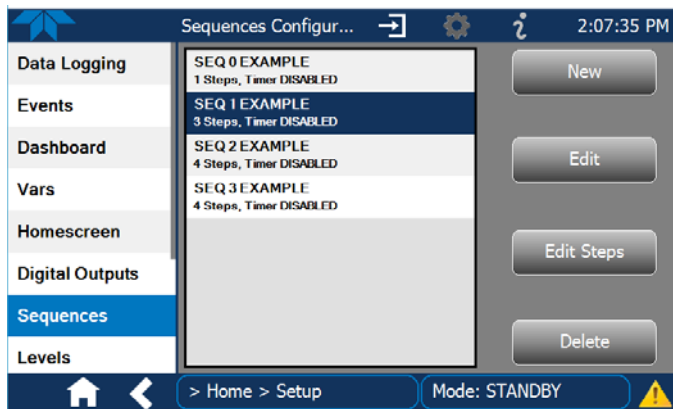 Sequences Configur...
2:07:35 PM
Data Logging
Events
Dashboard
Vars
Homescreen
Digital Outputs
Sequences
Levels
SEQ 0 EXAMPLE
1 Steps, Timer DISABLED
SEQ 1 EXAMPLE
3 Steps, Timer DISABLED
SEQ 2 EXAMPLE
4 Steps, Timer DISABLED
SEQ 3 EXAMPLE
4 Steps, Timer DISABLED
New
Edit
Edit Steps
Delete
> Home > Setup
Mode: STANDBY